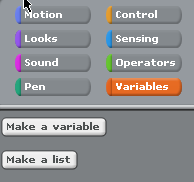 Motion Control
Looks Sensing
Sound Operators
Pen Variables
Make a variable
Make a list